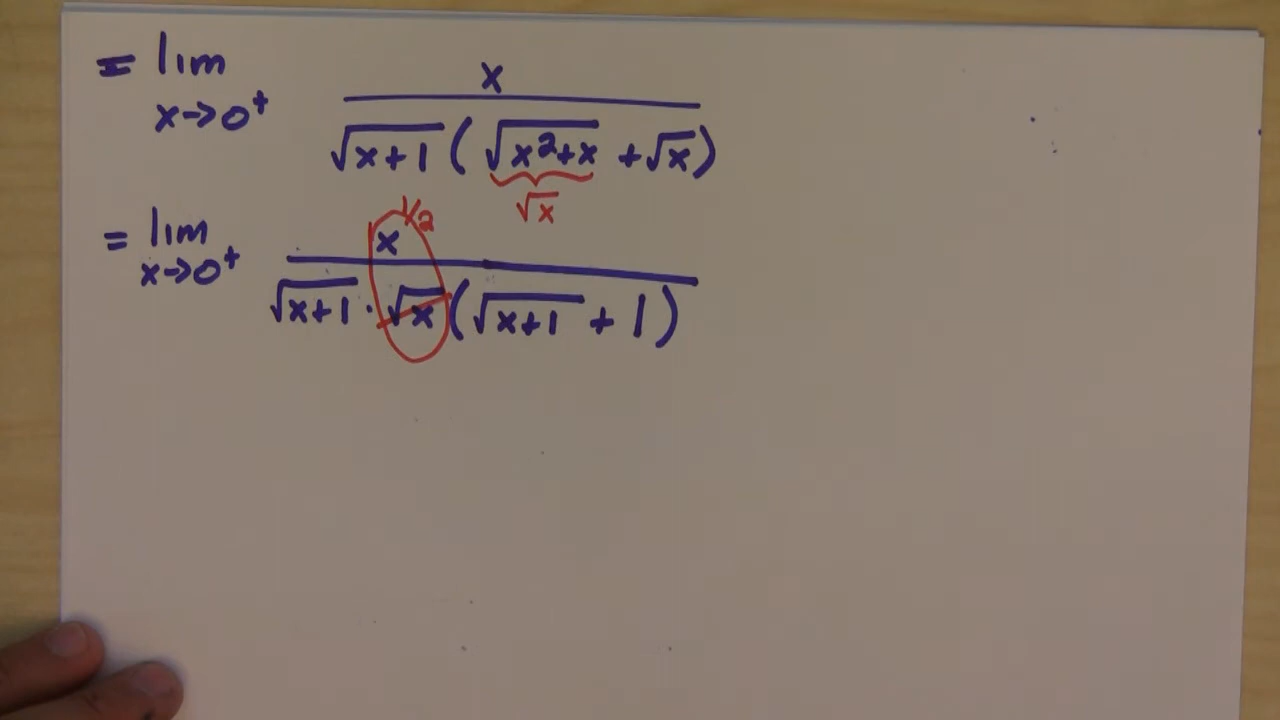 = lim x→0⁺ x / √(x+1) ( √(x²+x) + √x )
√x
= lim x→0⁺ x^(1/2) / √(x+1) · √x ( √(x+1) + 1 )